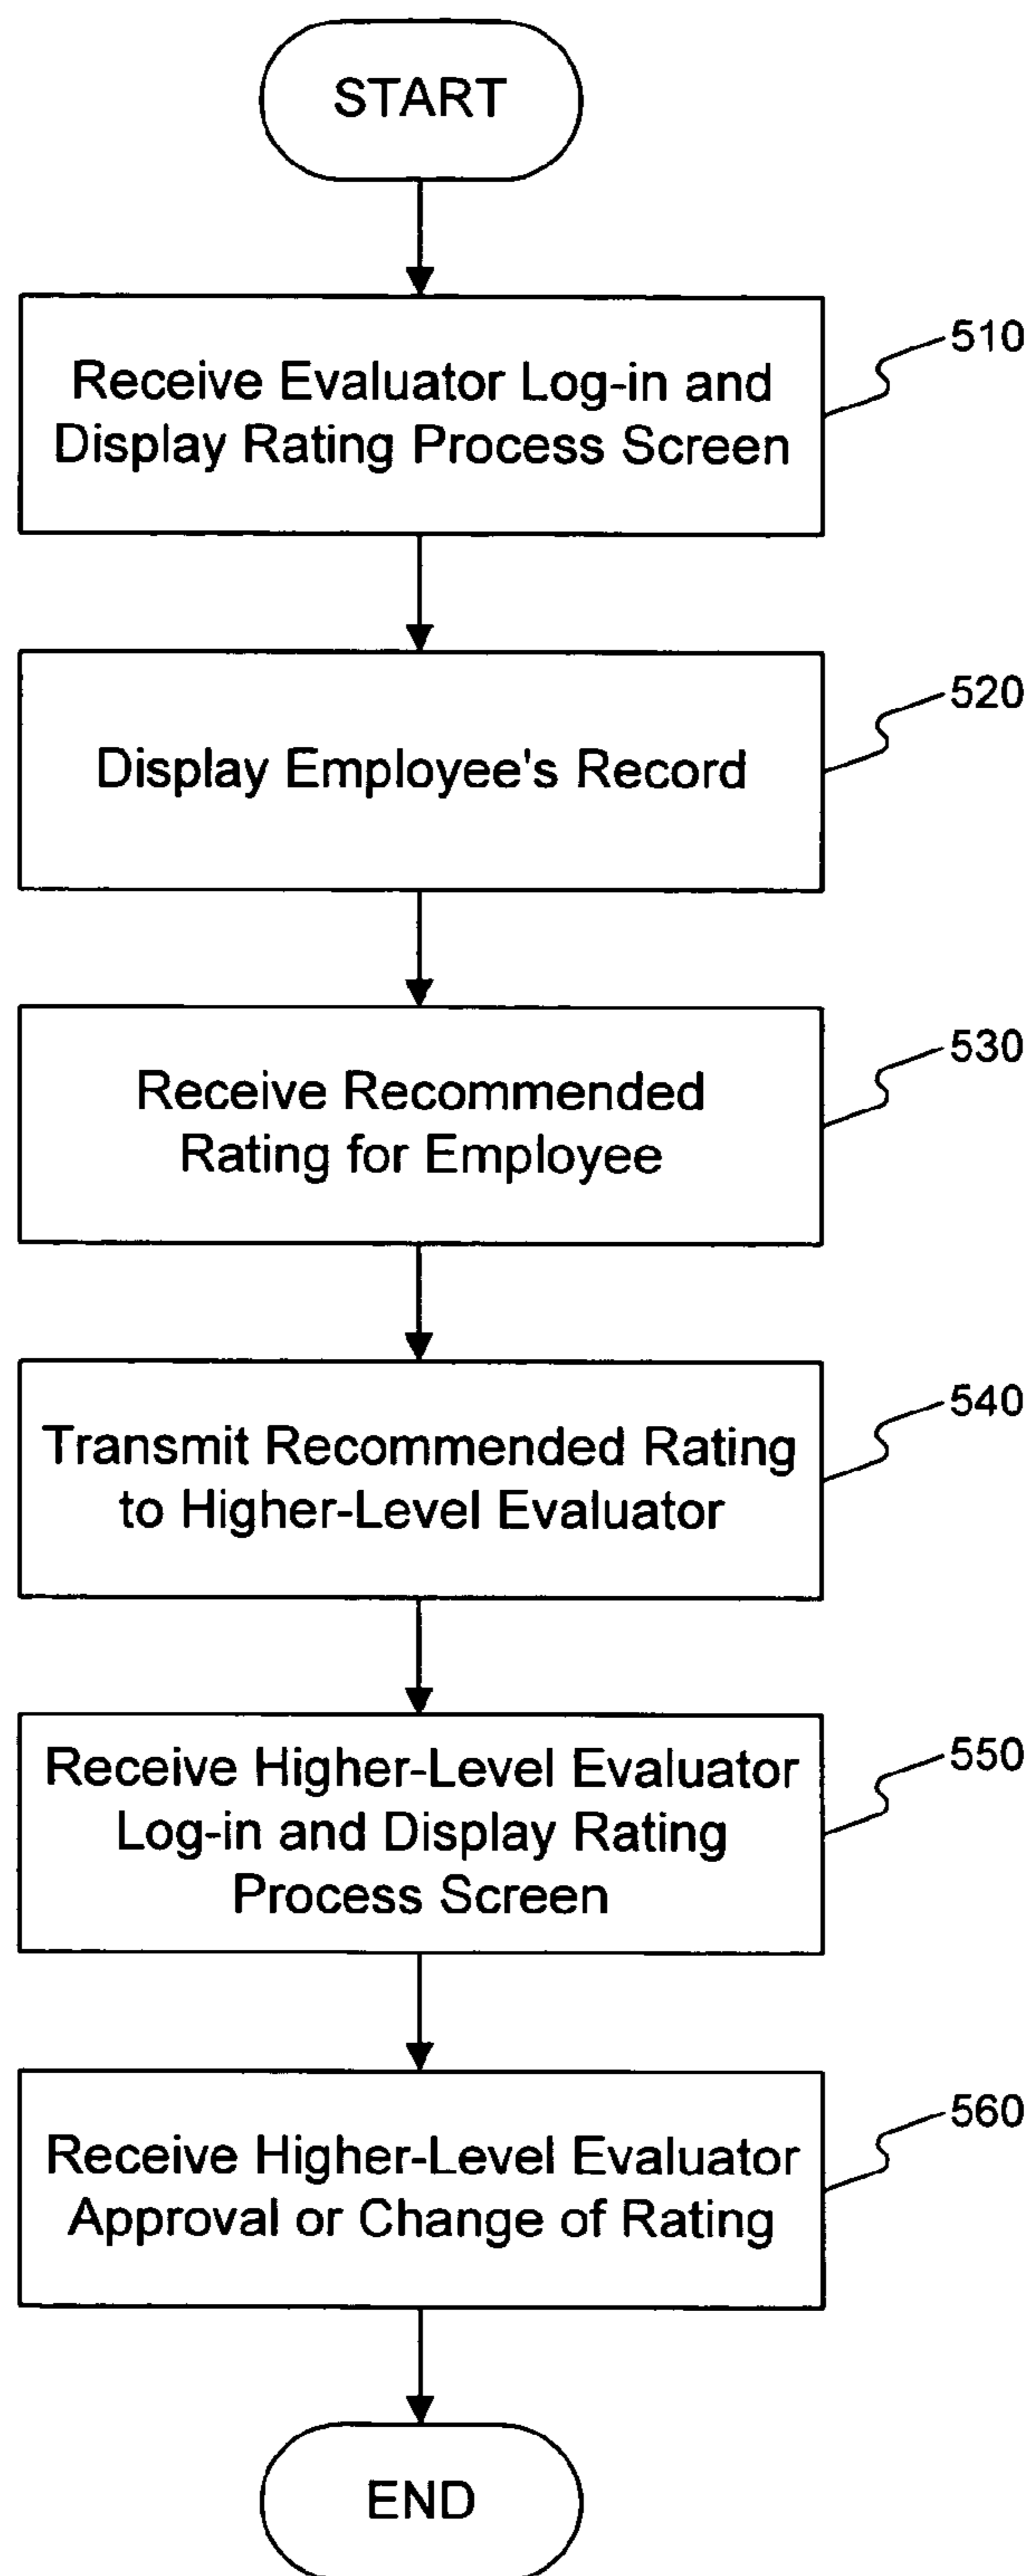 START
Receive Evaluator Log-in and
Display Rating Process Screen
510
Display Employee's Record
520
Receive Recommended
Rating for Employee
530
Transmit Recommended Rating
to Higher-Level Evaluator
540
Receive Higher-Level Evaluator
Log-in and Display Rating
Process Screen
550
Receive Higher-Level Evaluator
Approval or Change of Rating
560
END